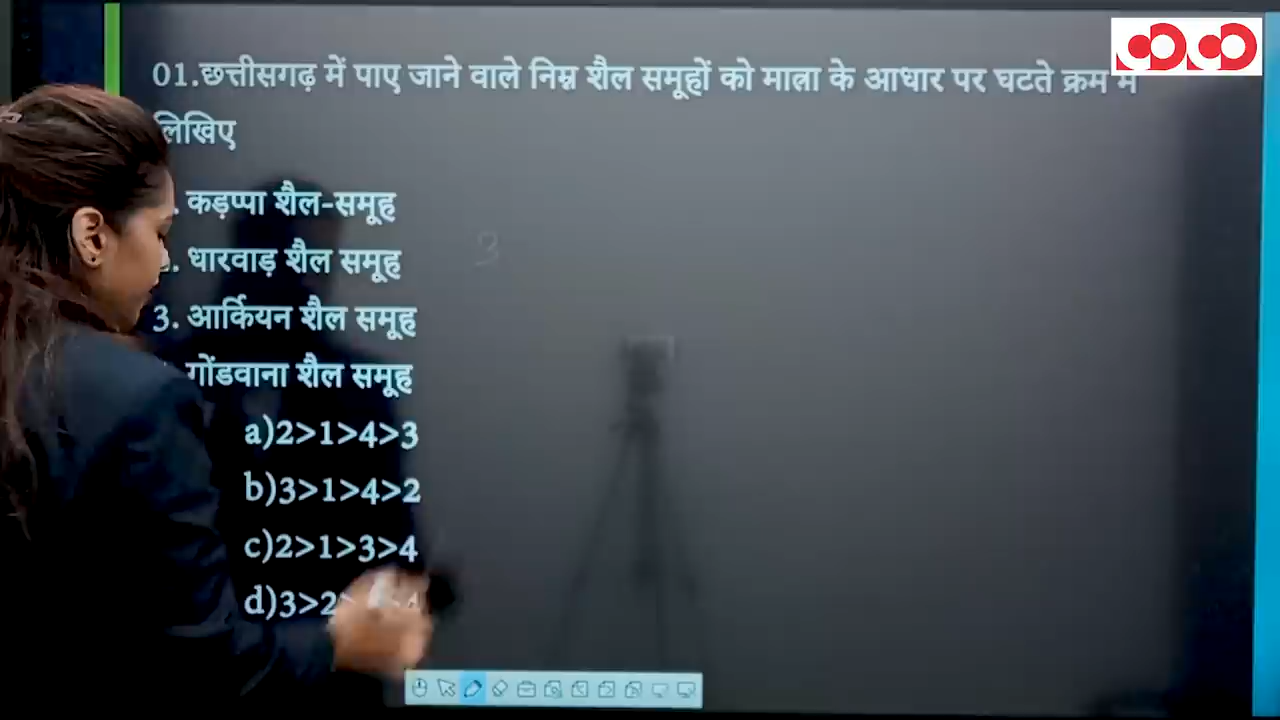 01.छत्तीसगढ़ में पाए जाने वाले निम्न शैल समूहों को मात्रा के आधार पर घटते क्रम में
लिखिए
कड़प्पा शैल-समूह
धारवाड़ शैल समूह
3. आर्कियन शैल समूह
गोंडवाना शैल समूह
a)2>1>4>3
b)3>1>4>2
c)2>1>3>4
d)3>2>